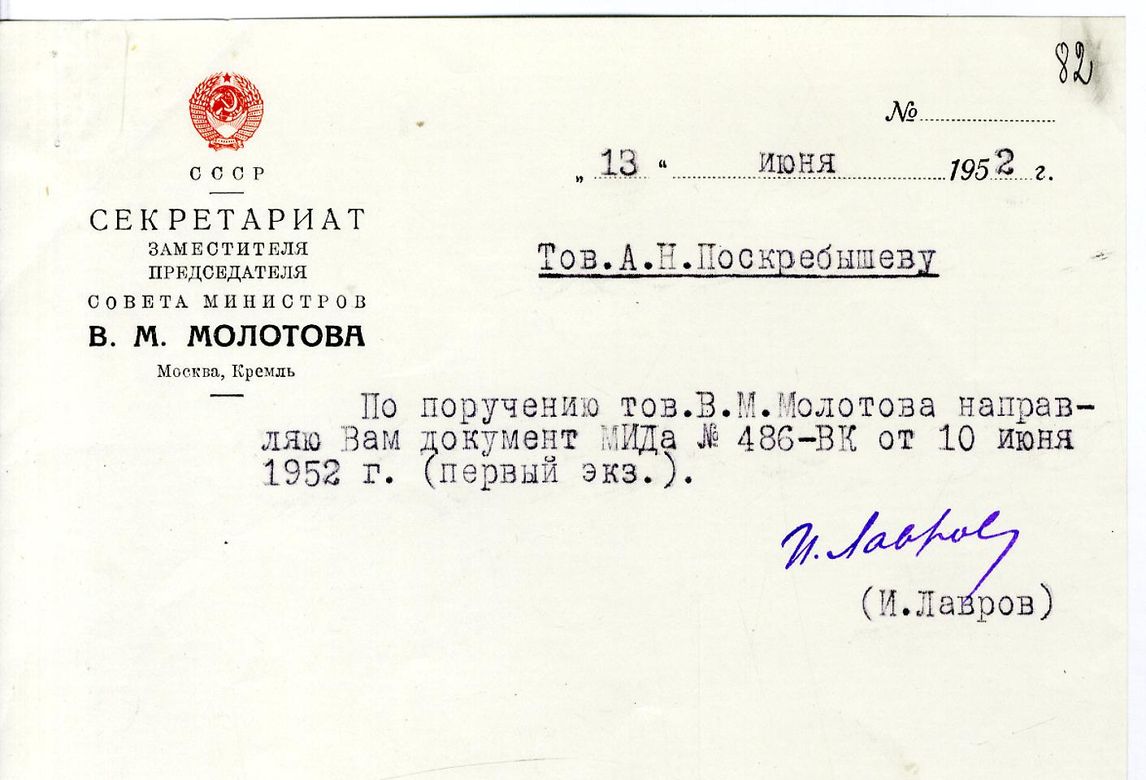 82
№
„ 13 “ июня 1952 г.
СССР
СЕКРЕТАРИАТ
ЗАМЕСТИТЕЛЯ
ПРЕДСЕДАТЕЛЯ
СОВЕТА МИНИСТРОВ
В. М. МОЛОТОВА
Москва, Кремль
Тов.А.Н.Поскребышеву
По поручению тов.В.М.Молотова направ-
ляю Вам документ МИДа № 486-ВК от 10 июня
1952 г. (первый экз.).
И. Лавров
(И.Лавров)